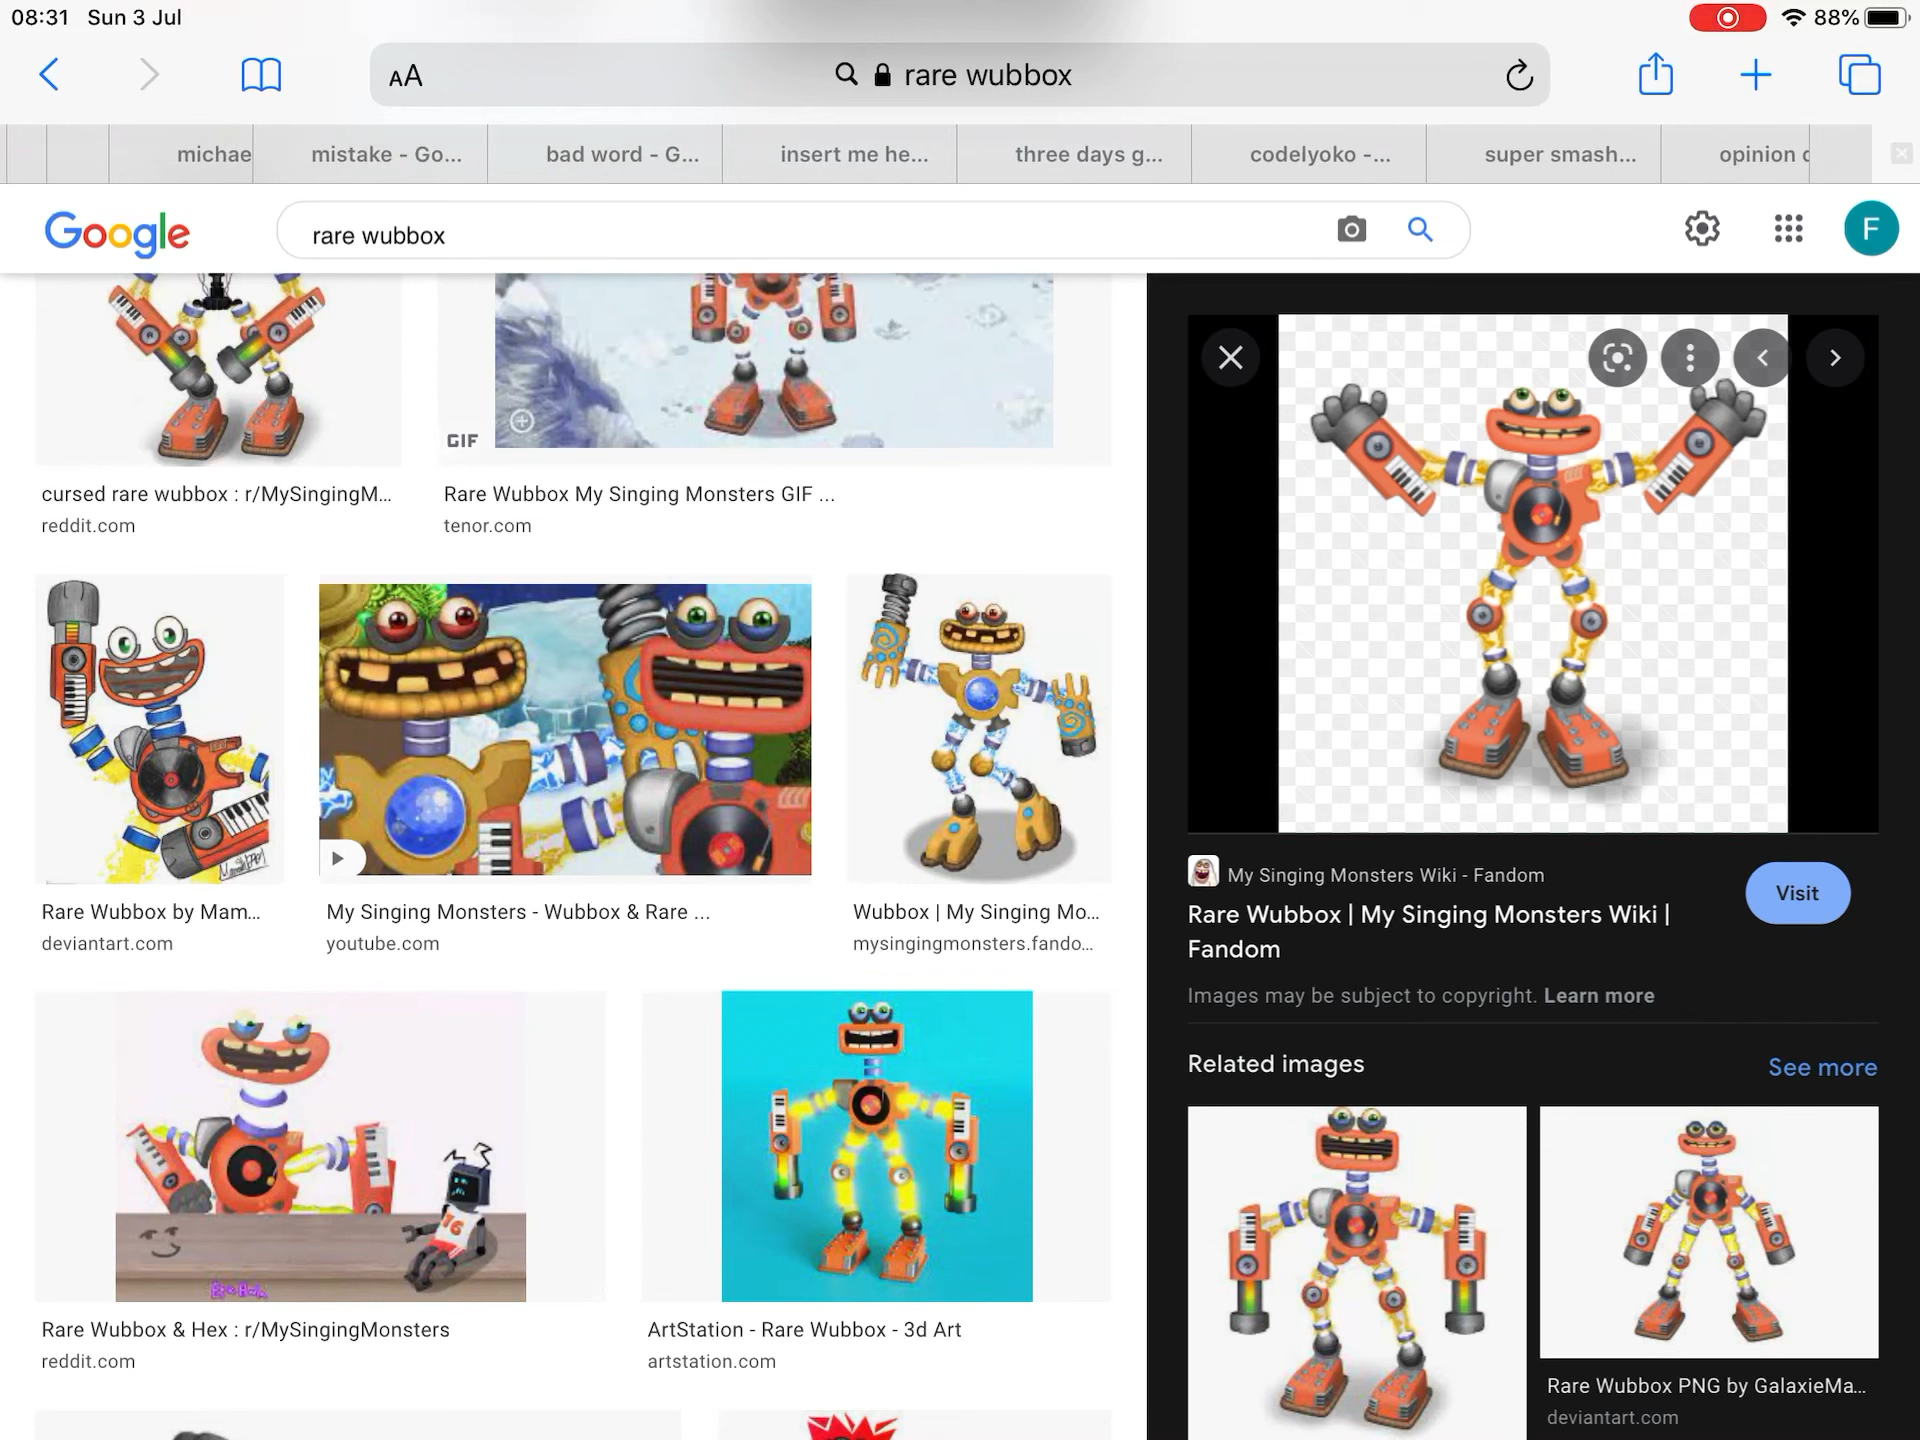 08:31 Sun 3 Jul
88%
AA
rare wubbox
michae
mistake - Go...
bad word - G...
insert me he...
three days g...
codelyoko -...
super smash...
opinion c
Google
rare wubbox
F
GIF
cursed rare wubbox : r/MySingingM...
reddit.com
Rare Wubbox My Singing Monsters GIF ...
tenor.com
Rare Wubbox by Mam...
deviantart.com
My Singing Monsters - Wubbox & Rare ...
youtube.com
Wubbox | My Singing Mo...
mysingingmonsters.fando...
16
Rare Wubbox & Hex : r/MySingingMonsters
reddit.com
ArtStation - Rare Wubbox - 3d Art
artstation.com
My Singing Monsters Wiki - Fandom
Rare Wubbox | My Singing Monsters Wiki |
Fandom
Visit
Images may be subject to copyright. Learn more
Related images
See more
Rare Wubbox PNG by GalaxieMa...
deviantart.com